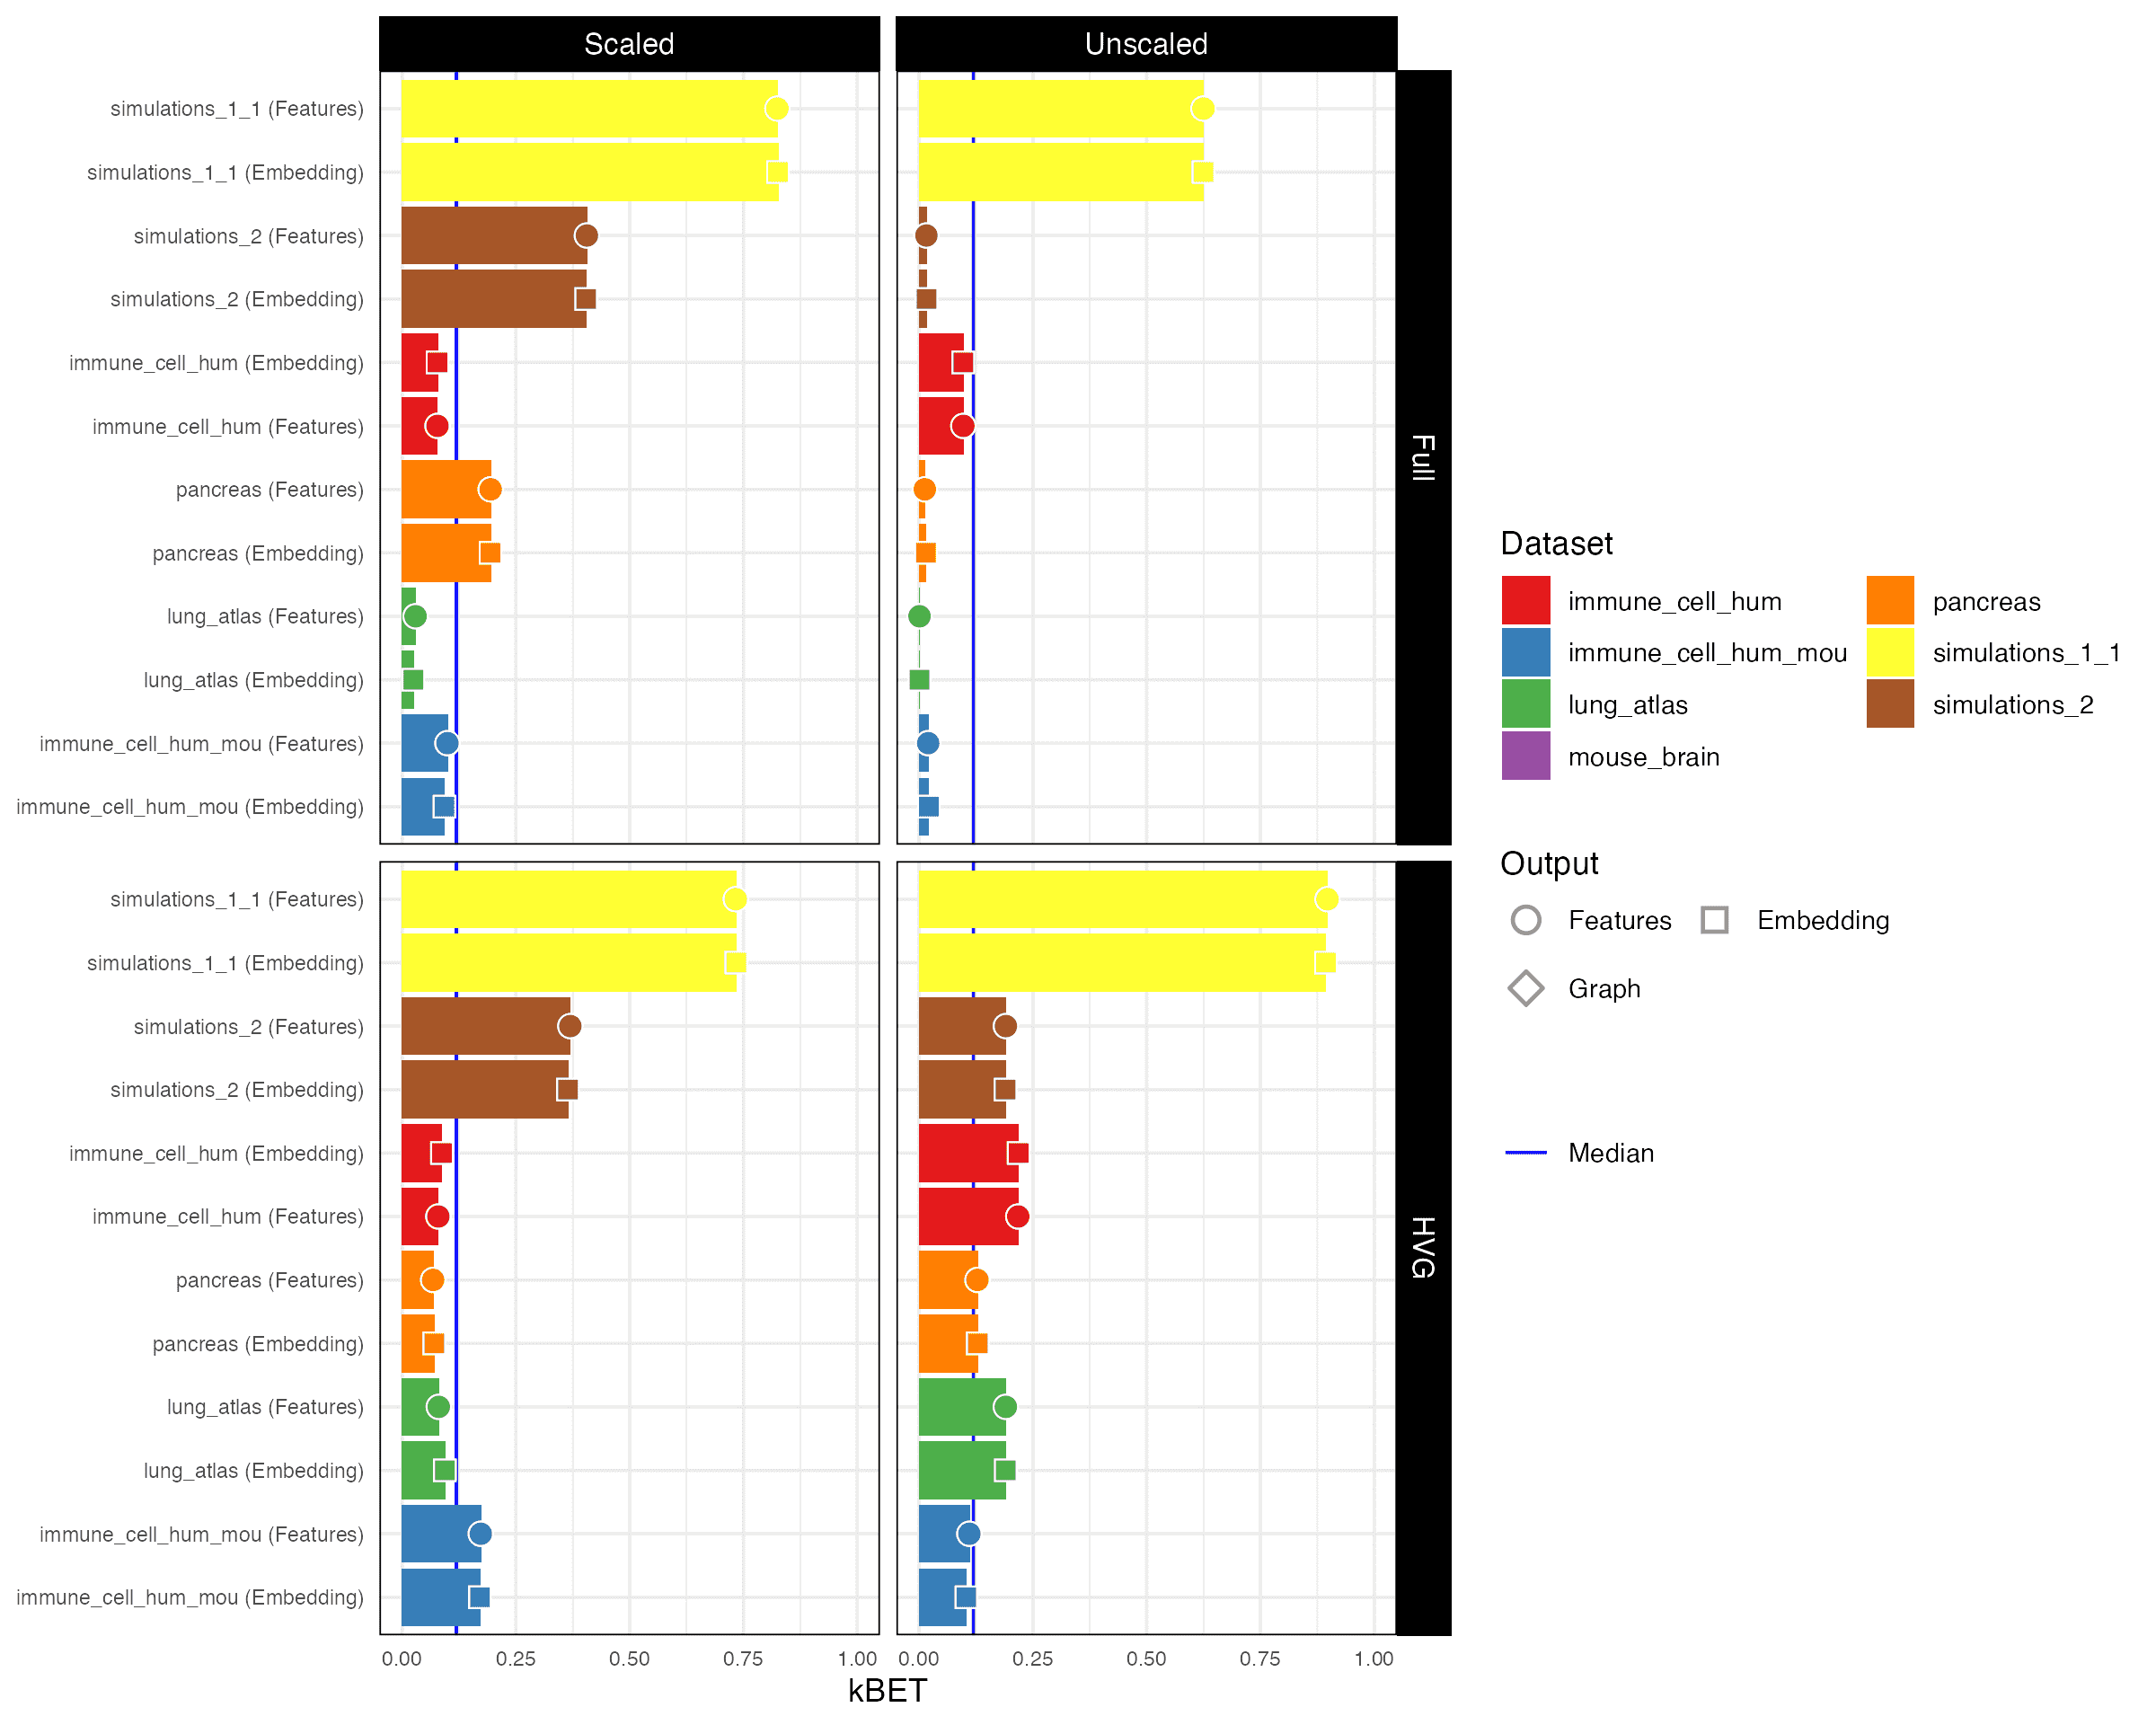 Scaled
Unscaled
simulations_1_1 (Features)
simulations_1_1 (Embedding)
simulations_2 (Features)
simulations_2 (Embedding)
immune_cell_hum (Embedding)
immune_cell_hum (Features)
pancreas (Features)
pancreas (Embedding)
lung_atlas (Features)
lung_atlas (Embedding)
immune_cell_hum_mou (Features)
immune_cell_hum_mou (Embedding)
Full
simulations_1_1 (Features)
simulations_1_1 (Embedding)
simulations_2 (Features)
simulations_2 (Embedding)
immune_cell_hum (Embedding)
immune_cell_hum (Features)
pancreas (Features)
pancreas (Embedding)
lung_atlas (Features)
lung_atlas (Embedding)
immune_cell_hum_mou (Features)
immune_cell_hum_mou (Embedding)
HVG
0.00 0.25 0.50 0.75 1.00
0.00 0.25 0.50 0.75 1.00
kBET
Dataset
immune_cell_hum
immune_cell_hum_mou
lung_atlas
mouse_brain
pancreas
simulations_1_1
simulations_2
Output
Features
Embedding
Graph
Median